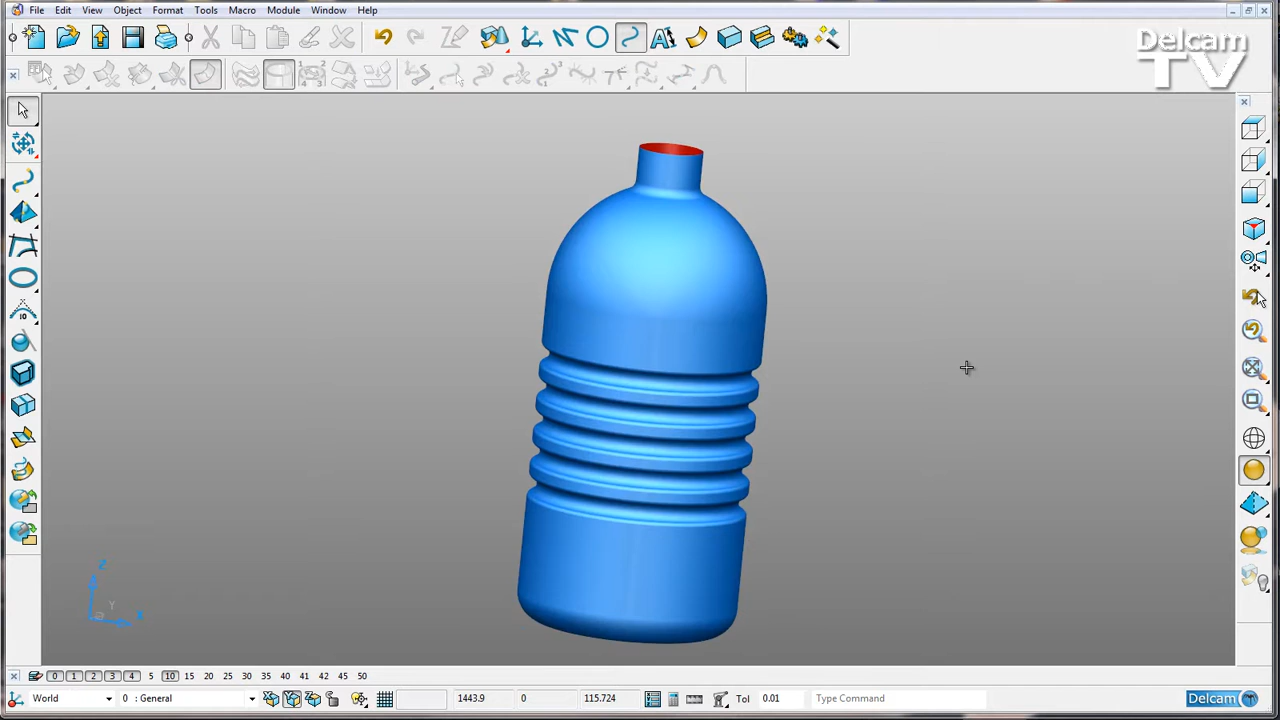 File Edit View Object Format Tools Macro Module Window Help
Delcam
TV
10
Z
Y
X
0 1 2 3 4 5 10 15 20 25 30 35 40 41 42 45 50
World 0 : General 1443.9 0 115.724 Tol 0.01 Type Command Delcam